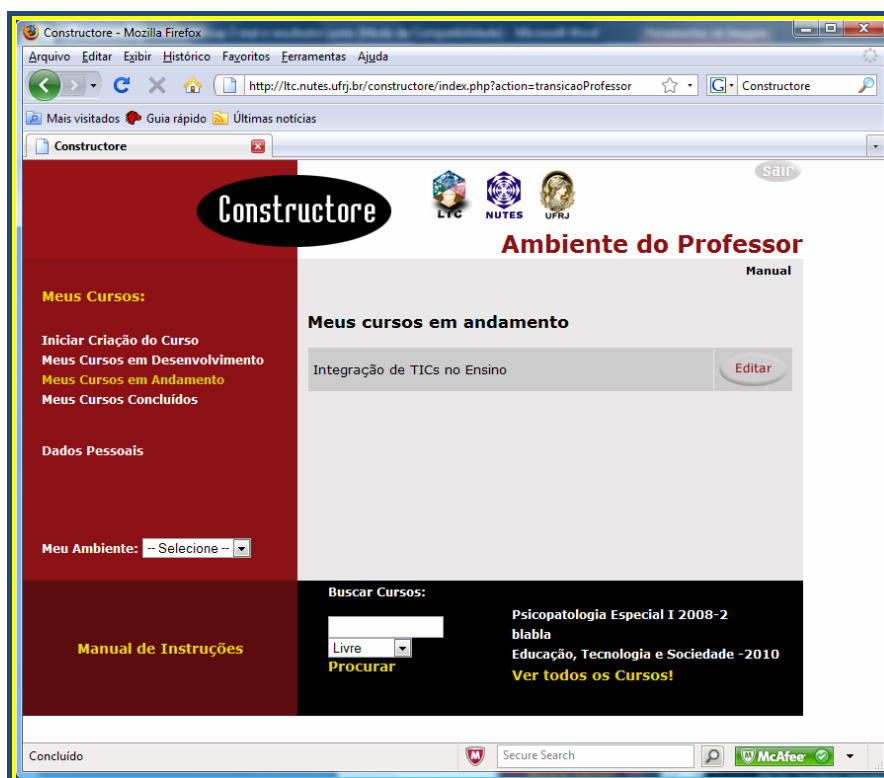 Constructore - Mozilla Firefox
Arquivo Editar Exibir Histórico Favoritos Ferramentas Ajuda
http://ltc.nutes.ufrj.br/constructore/index.php?action=transicaoProfessor
G Constructore
Mais visitados Guia rápido Últimas notícias
Constructore
sair
Constructore
LTC NUTES UFRJ
Ambiente do Professor
Manual
Meus Cursos:
Iniciar Criação do Curso
Meus Cursos em Desenvolvimento
Meus Cursos em Andamento
Meus Cursos Concluídos
Dados Pessoais
Meu Ambiente: -- Selecione --
Meus cursos em andamento
Integração de TICs no Ensino Editar
Manual de Instruções
Buscar Cursos:
Livre
Procurar
Psicopatologia Especial I 2008-2
blabla
Educação, Tecnologia e Sociedade -2010
Ver todos os Cursos!
Concluído
Secure Search
McAfee